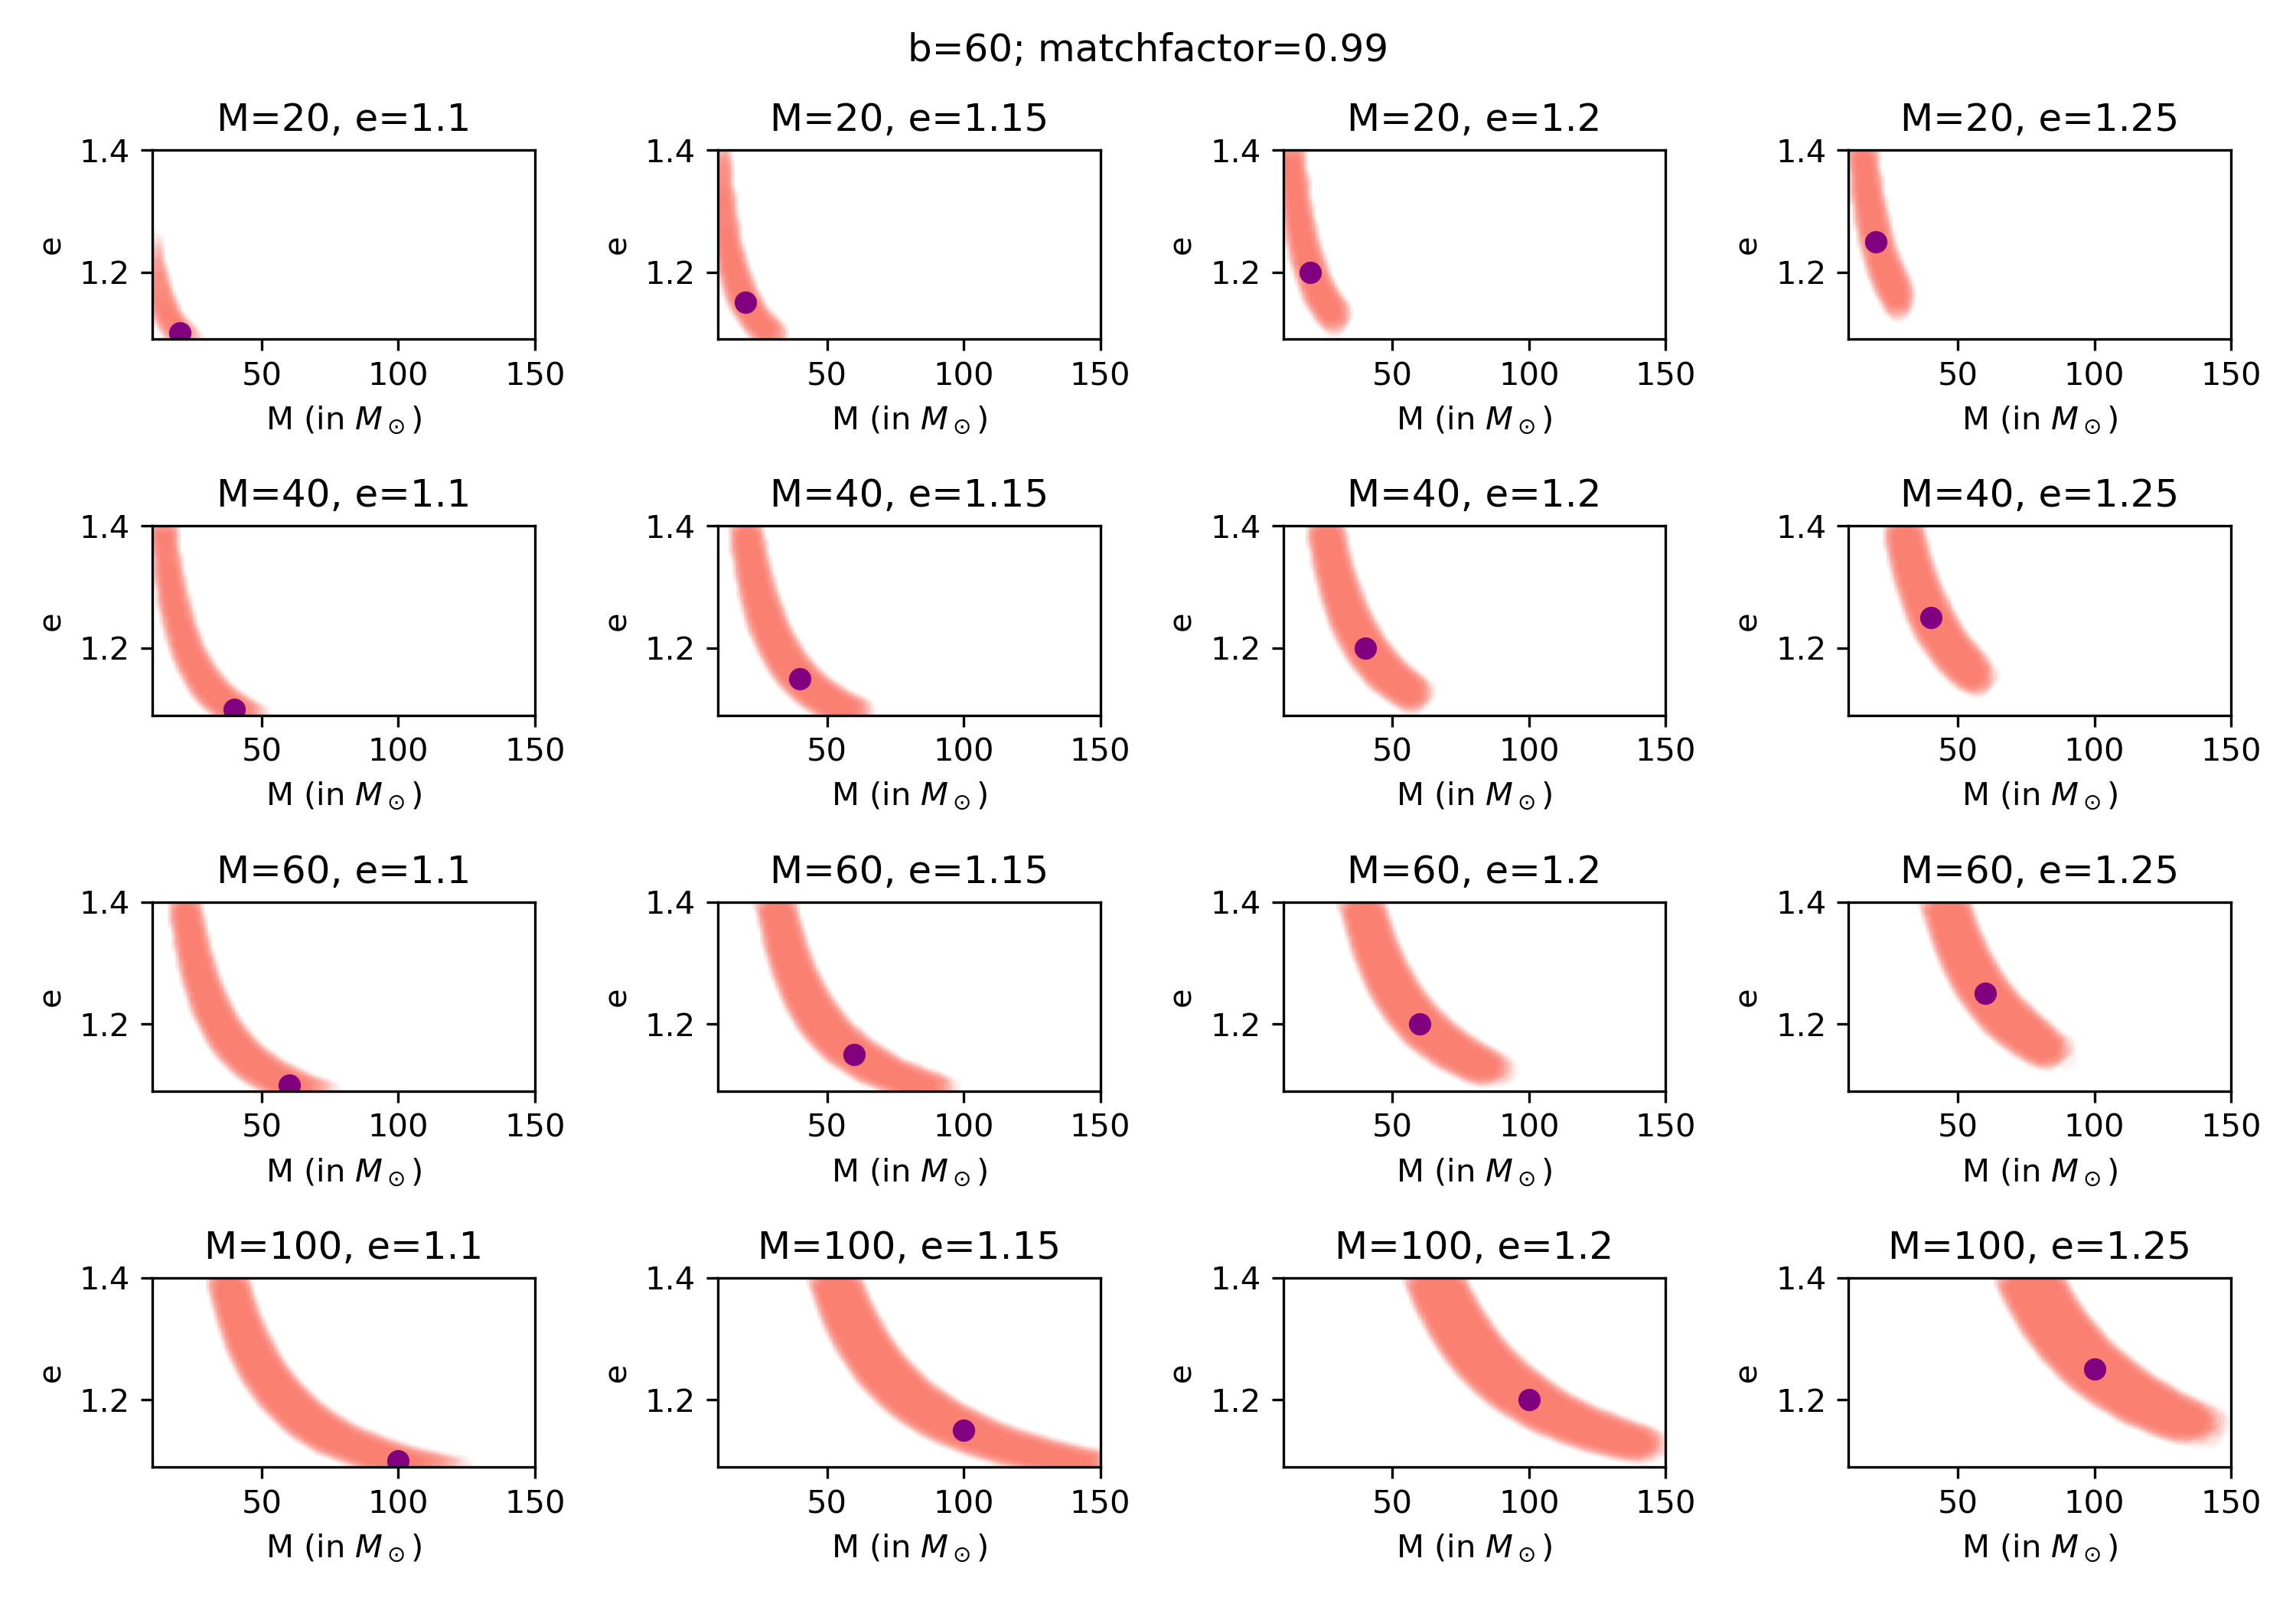 b=60; matchfactor=0.99
M=20, e=1.1 M=20, e=1.15 M=20, e=1.2 M=20, e=1.25
1.4 1.4 1.4 1.4
e e e e
1.2 1.2 1.2 1.2
50 100 150 50 100 150 50 100 150 50 100 150
M (in M⊙) M (in M⊙) M (in M⊙) M (in M⊙)
M=40, e=1.1 M=40, e=1.15 M=40, e=1.2 M=40, e=1.25
1.4 1.4 1.4 1.4
e e e e
1.2 1.2 1.2 1.2
50 100 150 50 100 150 50 100 150 50 100 150
M (in M⊙) M (in M⊙) M (in M⊙) M (in M⊙)
M=60, e=1.1 M=60, e=1.15 M=60, e=1.2 M=60, e=1.25
1.4 1.4 1.4 1.4
e e e e
1.2 1.2 1.2 1.2
50 100 150 50 100 150 50 100 150 50 100 150
M (in M⊙) M (in M⊙) M (in M⊙) M (in M⊙)
M=100, e=1.1 M=100, e=1.15 M=100, e=1.2 M=100, e=1.25
1.4 1.4 1.4 1.4
e e e e
1.2 1.2 1.2 1.2
50 100 150 50 100 150 50 100 150 50 100 150
M (in M⊙) M (in M⊙) M (in M⊙) M (in M⊙)